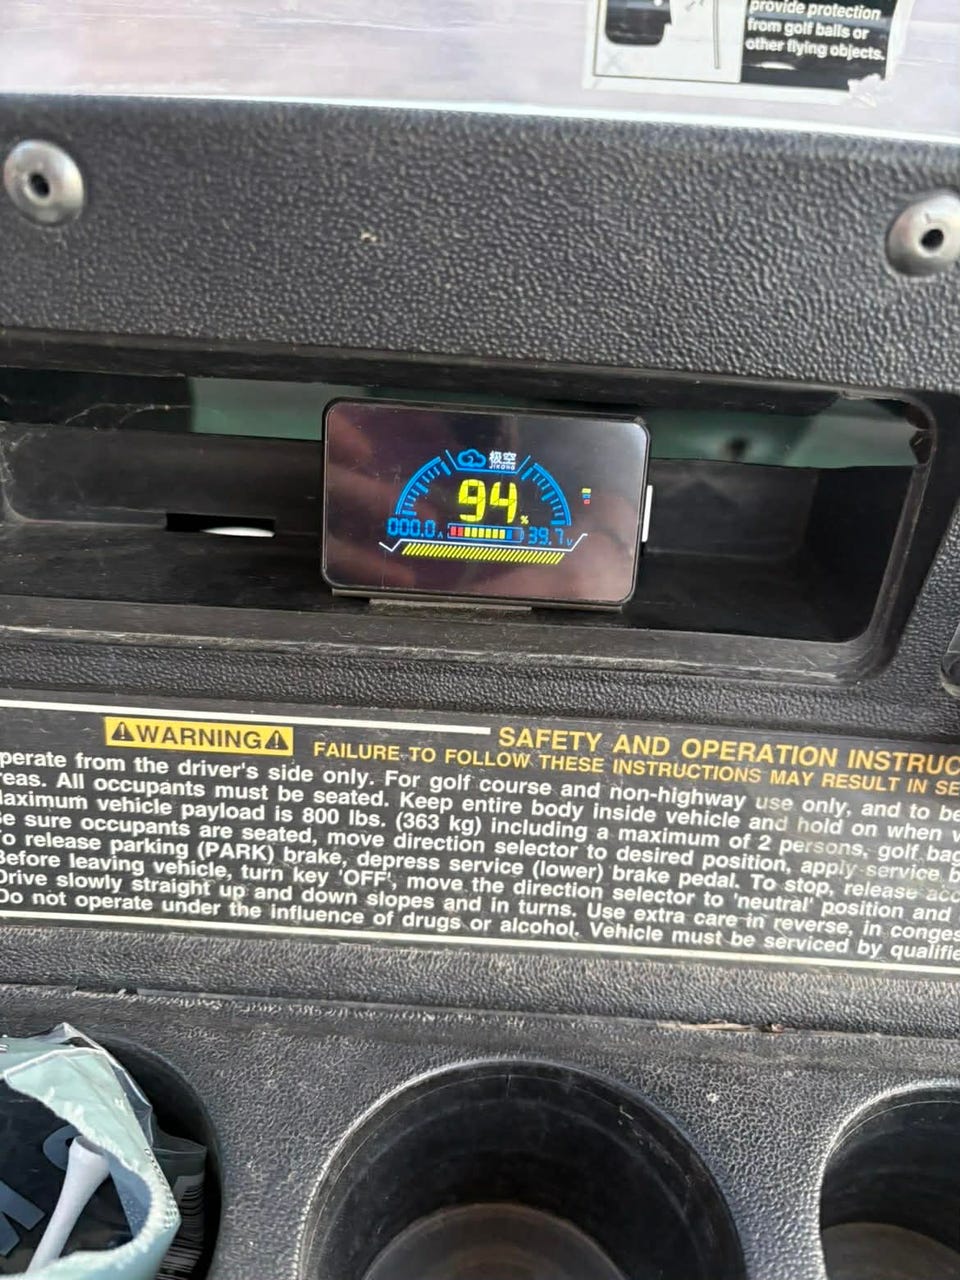 provide protection
from golf balls or
other flying objects.
极空
JIKONG
94 %
000.0 A 39.7 V
WARNING
SAFETY AND OPERATION INSTRUC
FAILURE TO FOLLOW THESE INSTRUCTIONS MAY RESULT IN SE
perate from the driver's side only. For golf course and non-highway use only, and to be
reas. All occupants must be seated. Keep entire body inside vehicle and hold on when v
aximum vehicle payload is 800 lbs. (363 kg) including a maximum of 2 persons, golf bag
e sure occupants are seated, move direction selector to desired position, apply service b
o release parking (PARK) brake, depress service (lower) brake pedal. To stop, release acc
Before leaving vehicle, turn key 'OFF', move the direction selector to 'neutral' position and
Drive slowly straight up and down slopes and in turns. Use extra care in reverse, in conges
Do not operate under the influence of drugs or alcohol. Vehicle must be serviced by qualifie